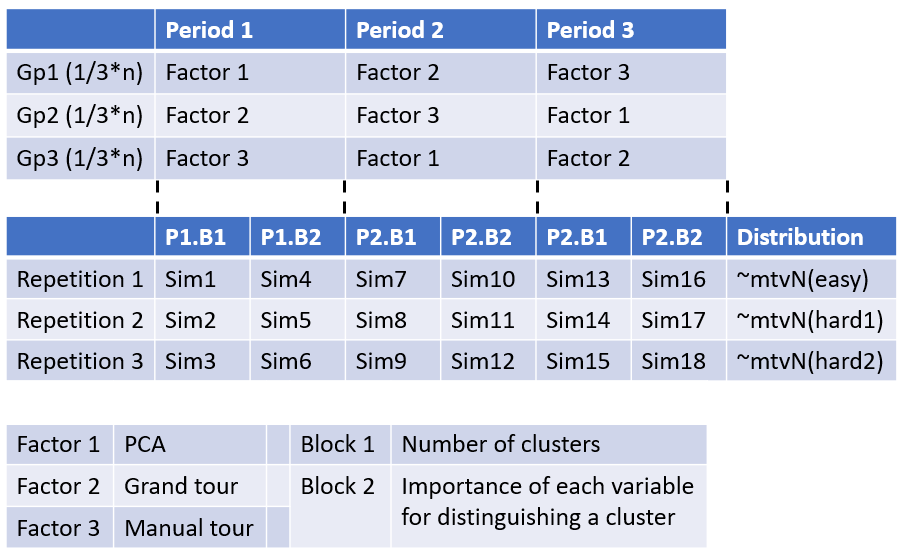 Period 1 Period 2 Period 3
Gp1 (1/3*n) Factor 1 Factor 2 Factor 3
Gp2 (1/3*n) Factor 2 Factor 3 Factor 1
Gp3 (1/3*n) Factor 3 Factor 1 Factor 2
P1.B1 P1.B2 P2.B1 P2.B2 P2.B1 P2.B2 Distribution
Repetition 1 Sim1 Sim4 Sim7 Sim10 Sim13 Sim16 ~mtvN(easy)
Repetition 2 Sim2 Sim5 Sim8 Sim11 Sim14 Sim17 ~mtvN(hard1)
Repetition 3 Sim3 Sim6 Sim9 Sim12 Sim15 Sim18 ~mtvN(hard2)
Factor 1 PCA Block 1 Number of clusters
Factor 2 Grand tour Block 2 Importance of each variable
for distinguishing a cluster
Factor 3 Manual tour